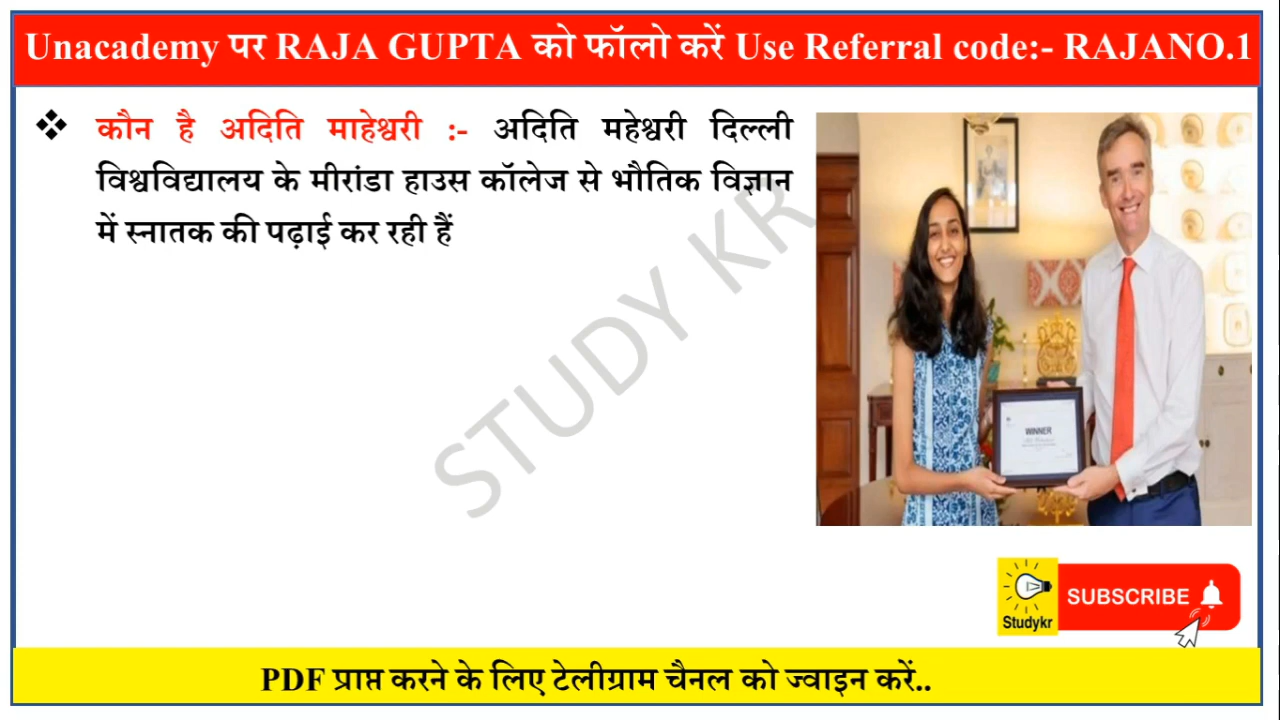 Unacademy पर RAJA GUPTA को फॉलो करें Use Referral code:- RAJANO.1
❖ कौन है अदिति माहेश्वरी :- अदिति महेश्वरी दिल्ली
विश्वविद्यालय के मीरांडा हाउस कॉलेज से भौतिक विज्ञान
में स्नातक की पढ़ाई कर रही हैं
STUDY KR
WINNER
SUBSCRIBE
Studykr
PDF प्राप्त करने के लिए टेलीग्राम चैनल को ज्वाइन करें..